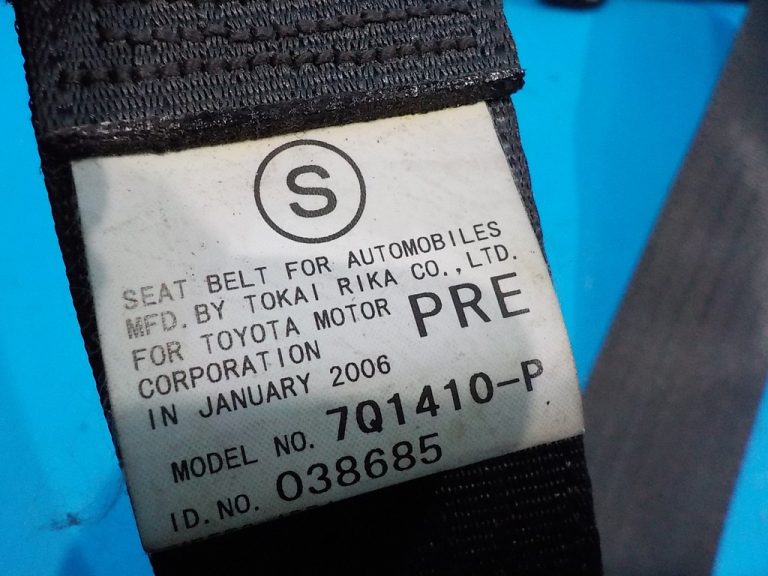 S
SEAT BELT FOR AUTOMOBILES
MFD. BY TOKAI RIKA CO., LTD.
FOR TOYOTA MOTOR PRE
CORPORATION
IN JANUARY 2006
MODEL NO. 7Q1410-P
ID. NO. 038685